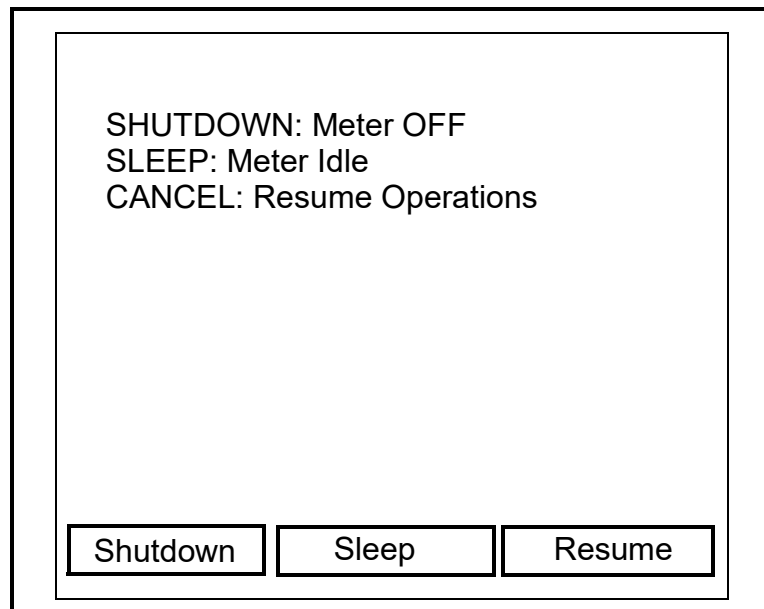 SHUTDOWN: Meter OFF
SLEEP: Meter Idle
CANCEL: Resume Operations
Shutdown Sleep Resume